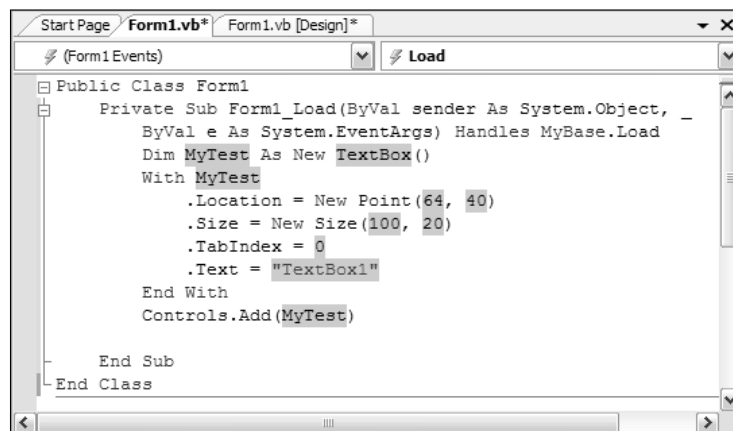 Start Page Form1.vb* Form1.vb [Design]*
(Form1 Events) Load
Public Class Form1
Private Sub Form1_Load(ByVal sender As System.Object, _
ByVal e As System.EventArgs) Handles MyBase.Load
Dim MyTest As New TextBox()
With MyTest
.Location = New Point(64, 40)
.Size = New Size(100, 20)
.TabIndex = 0
.Text = "TextBox1"
End With
Controls.Add(MyTest)
End Sub
End Class